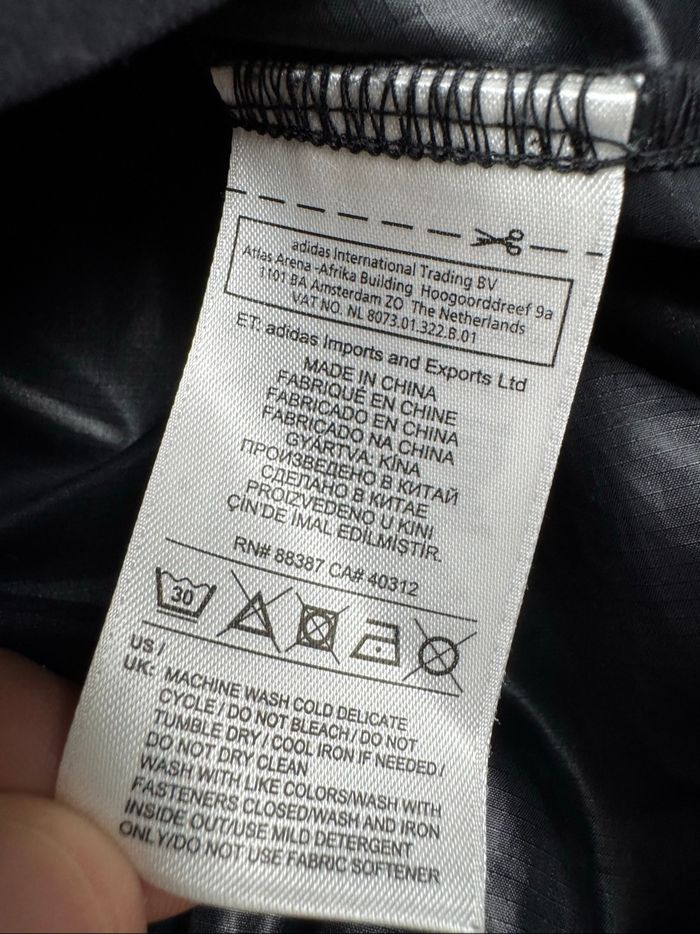 adidas International Trading BV
Atlas Arena -Afrika Building Hoogoorddreef 9a
1101 BA Amsterdam ZO The Netherlands
VAT NO. NL 8073.01.322.B.01
ET: adidas Imports and Exports Ltd
MADE IN CHINA
FABRIQUÉ EN CHINE
FABRICADO EN CHINA
FABRICADO NA CHINA
GYÁRTVA: KÍNA
ПРОИЗВЕДЕНО В КИТАЙ
СДЕЛАНО В КИТАЕ
PROIZVEDENO U KINI
ÇİN'DE İMAL EDİLMİŞTİR.
RN# 88387 CA# 40312
30
US /
UK: MACHINE WASH COLD DELICATE
CYCLE / DO NOT BLEACH / DO NOT
TUMBLE DRY / COOL IRON IF NEEDED /
DO NOT DRY CLEAN
WASH WITH LIKE COLORS/WASH WITH
FASTENERS CLOSED/WASH AND IRON
INSIDE OUT/USE MILD DETERGENT
ONLY/DO NOT USE FABRIC SOFTENER